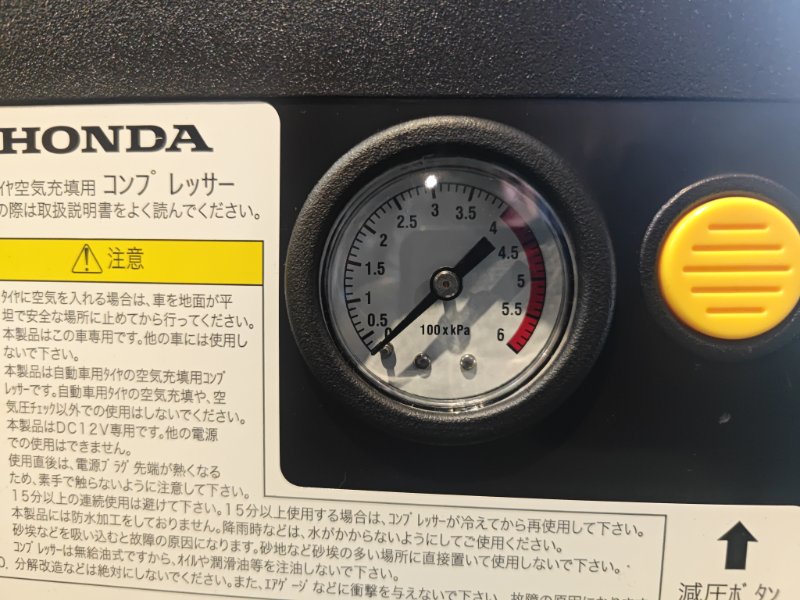 HONDA
イヤ空気充填用 コンプレッサー
の際は取扱説明書をよく読んでください。
注意
タイヤに空気を入れる場合は、車を地面が平
坦で安全な場所に止めてから行ってください。
本製品はこの車専用です。他の車には使用し
ないで下さい。
本製品は自動車用タイヤの空気充填用コンプ
レッサーです。自動車用タイヤの空気充填や、空
気圧チェック以外での使用はしないでください。
本製品はDC12V専用です。他の電源
での使用はできません。
使用直後は、電源プラグ先端が熱くなる
ため、素手で触らないように注意して下さい。
15分以上の連続使用は避けて下さい。15分以上使用する場合は、コンプレッサーが冷えてから再使用して下さい。
本製品には防水加工をしておりません。降雨時などは、水がかからないようにしてご使用ください。
砂埃などを吸い込むと故障の原因になります。砂地など砂埃の多い場所に直接置いて使用しないで下さい。
コンプレッサーは無給油式ですから、オイルや潤滑油等を注油しないで下さい。
0. 分解改造などは絶対にしないでください。また、エアゲージなどに衝撃を与えないで下さい。故障の原因になります
0
0.5
1
1.5
2
2.5
3
3.5
4
4.5
5
5.5
6
100xkPa
減圧ボタン